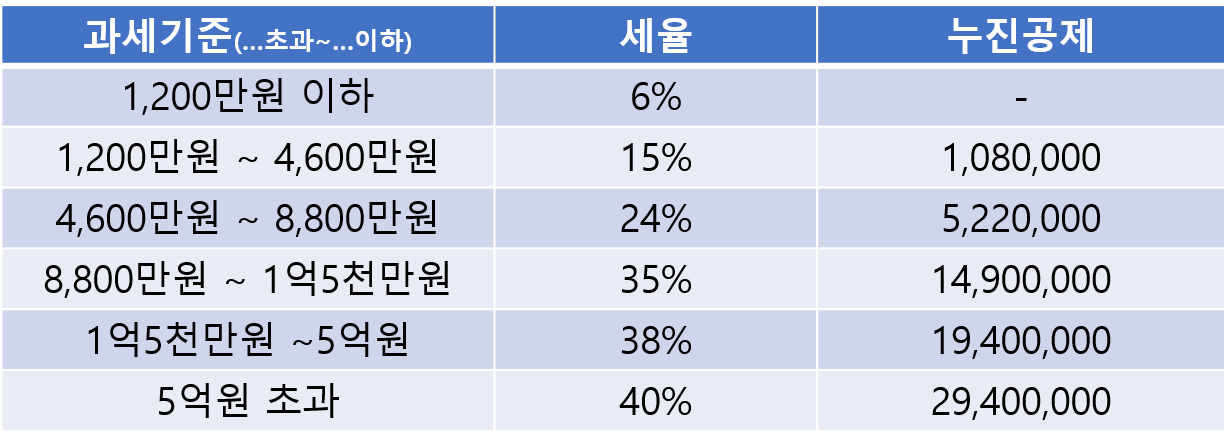 과세기준(...초과~...이하) 세율 누진공제
1,200만원 이하 6% -
1,200만원 ~ 4,600만원 15% 1,080,000
4,600만원 ~ 8,800만원 24% 5,220,000
8,800만원 ~ 1억5천만원 35% 14,900,000
1억5천만원 ~5억원 38% 19,400,000
5억원 초과 40% 29,400,000